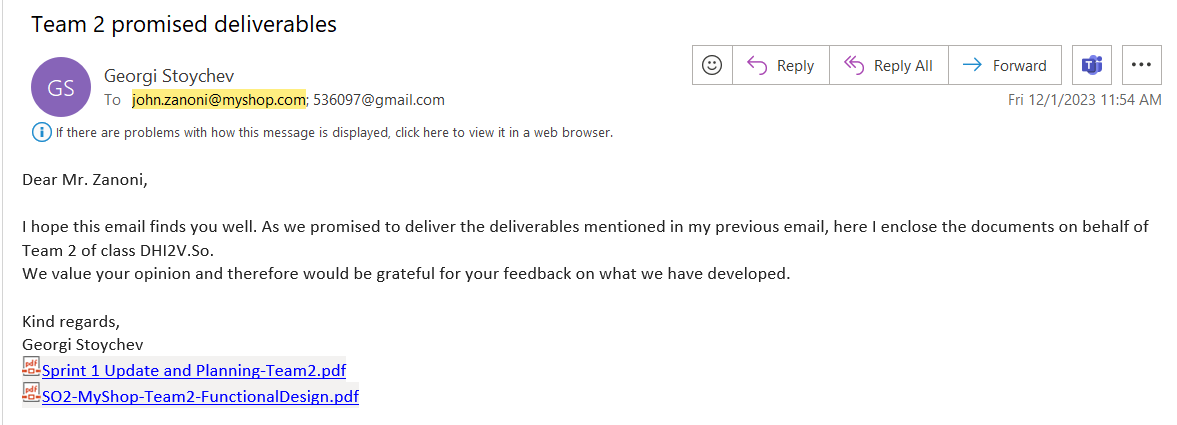 Team 2 promised deliverables
GS
Georgi Stoychev
To john.zanoni@myshop.com; 536097@gmail.com
Reply
Reply All
Forward
Fri 12/1/2023 11:54 AM
If there are problems with how this message is displayed, click here to view it in a web browser.
Dear Mr. Zanoni,
I hope this email finds you well. As we promised to deliver the deliverables mentioned in my previous email, here I enclose the documents on behalf of
Team 2 of class DHI2V.So.
We value your opinion and therefore would be grateful for your feedback on what we have developed.
Kind regards,
Georgi Stoychev
Sprint 1 Update and Planning-Team2.pdf
SO2-MyShop-Team2-FunctionalDesign.pdf